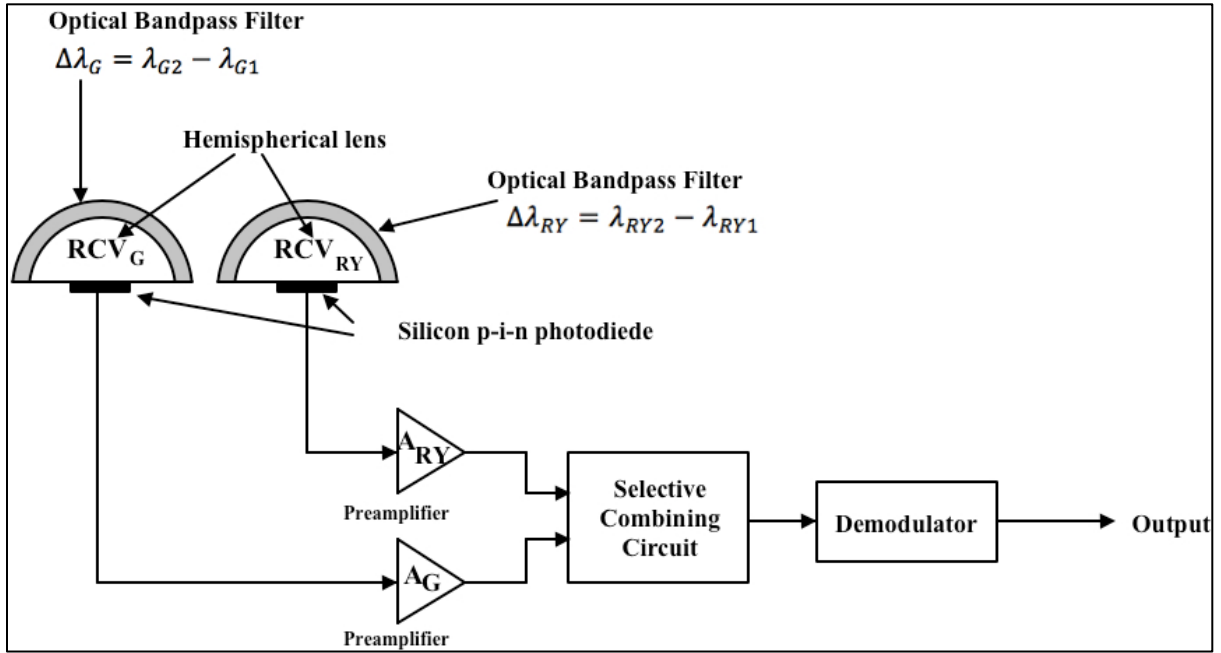 Optical Bandpass Filter
Δλ_G = λ_G2 − λ_G1
Hemispherical lens
Optical Bandpass Filter
Δλ_RY = λ_RY2 − λ_RY1
RCV_G
RCV_RY
Silicon p-i-n photodiede
A_RY
Preamplifier
Selective
Combining
Circuit
Demodulator
Output
A_G
Preamplifier